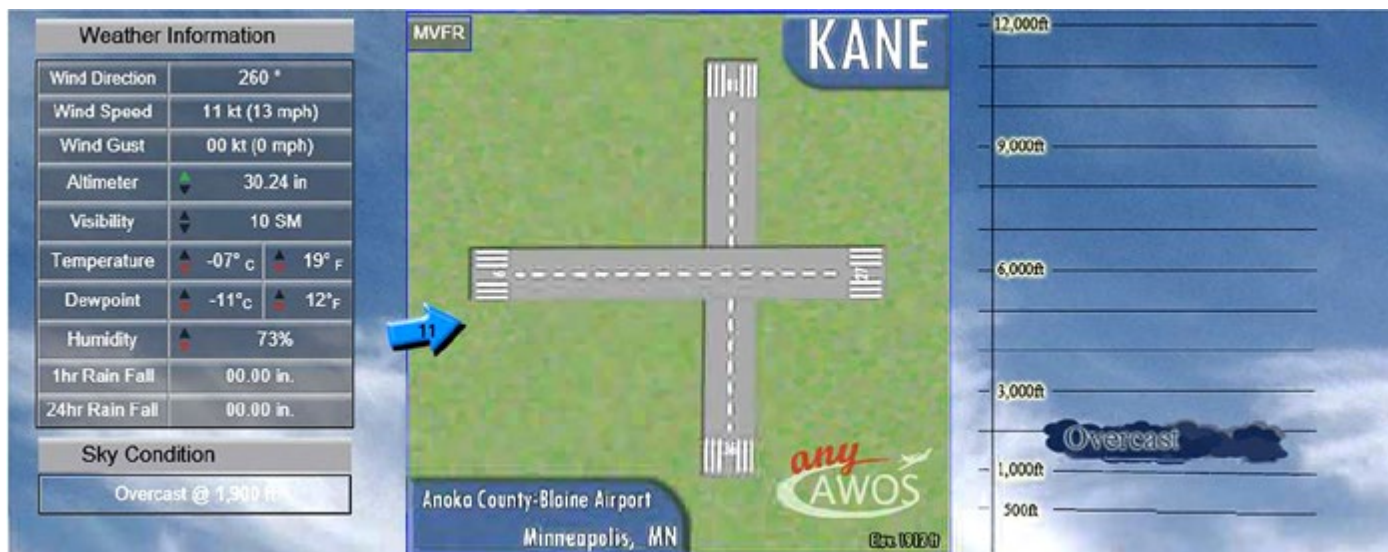 Weather Information
Wind Direction 260 °
Wind Speed 11 kt (13 mph)
Wind Gust 00 kt (0 mph)
Altimeter 30.24 in
Visibility 10 SM
Temperature -07° C 19° F
Dewpoint -11°C 12°F
Humidity 73%
1hr Rain Fall 00.00 in.
24hr Rain Fall 00.00 in.
Sky Condition
Overcast @ 1,900 ft
MVFR
KANE
27
11
any
AWOS
Anoka County-Blaine Airport
Minneapolis, MN
12,000ft
9,000ft
6,000ft
3,000ft
Overcast
1,000ft
500ft